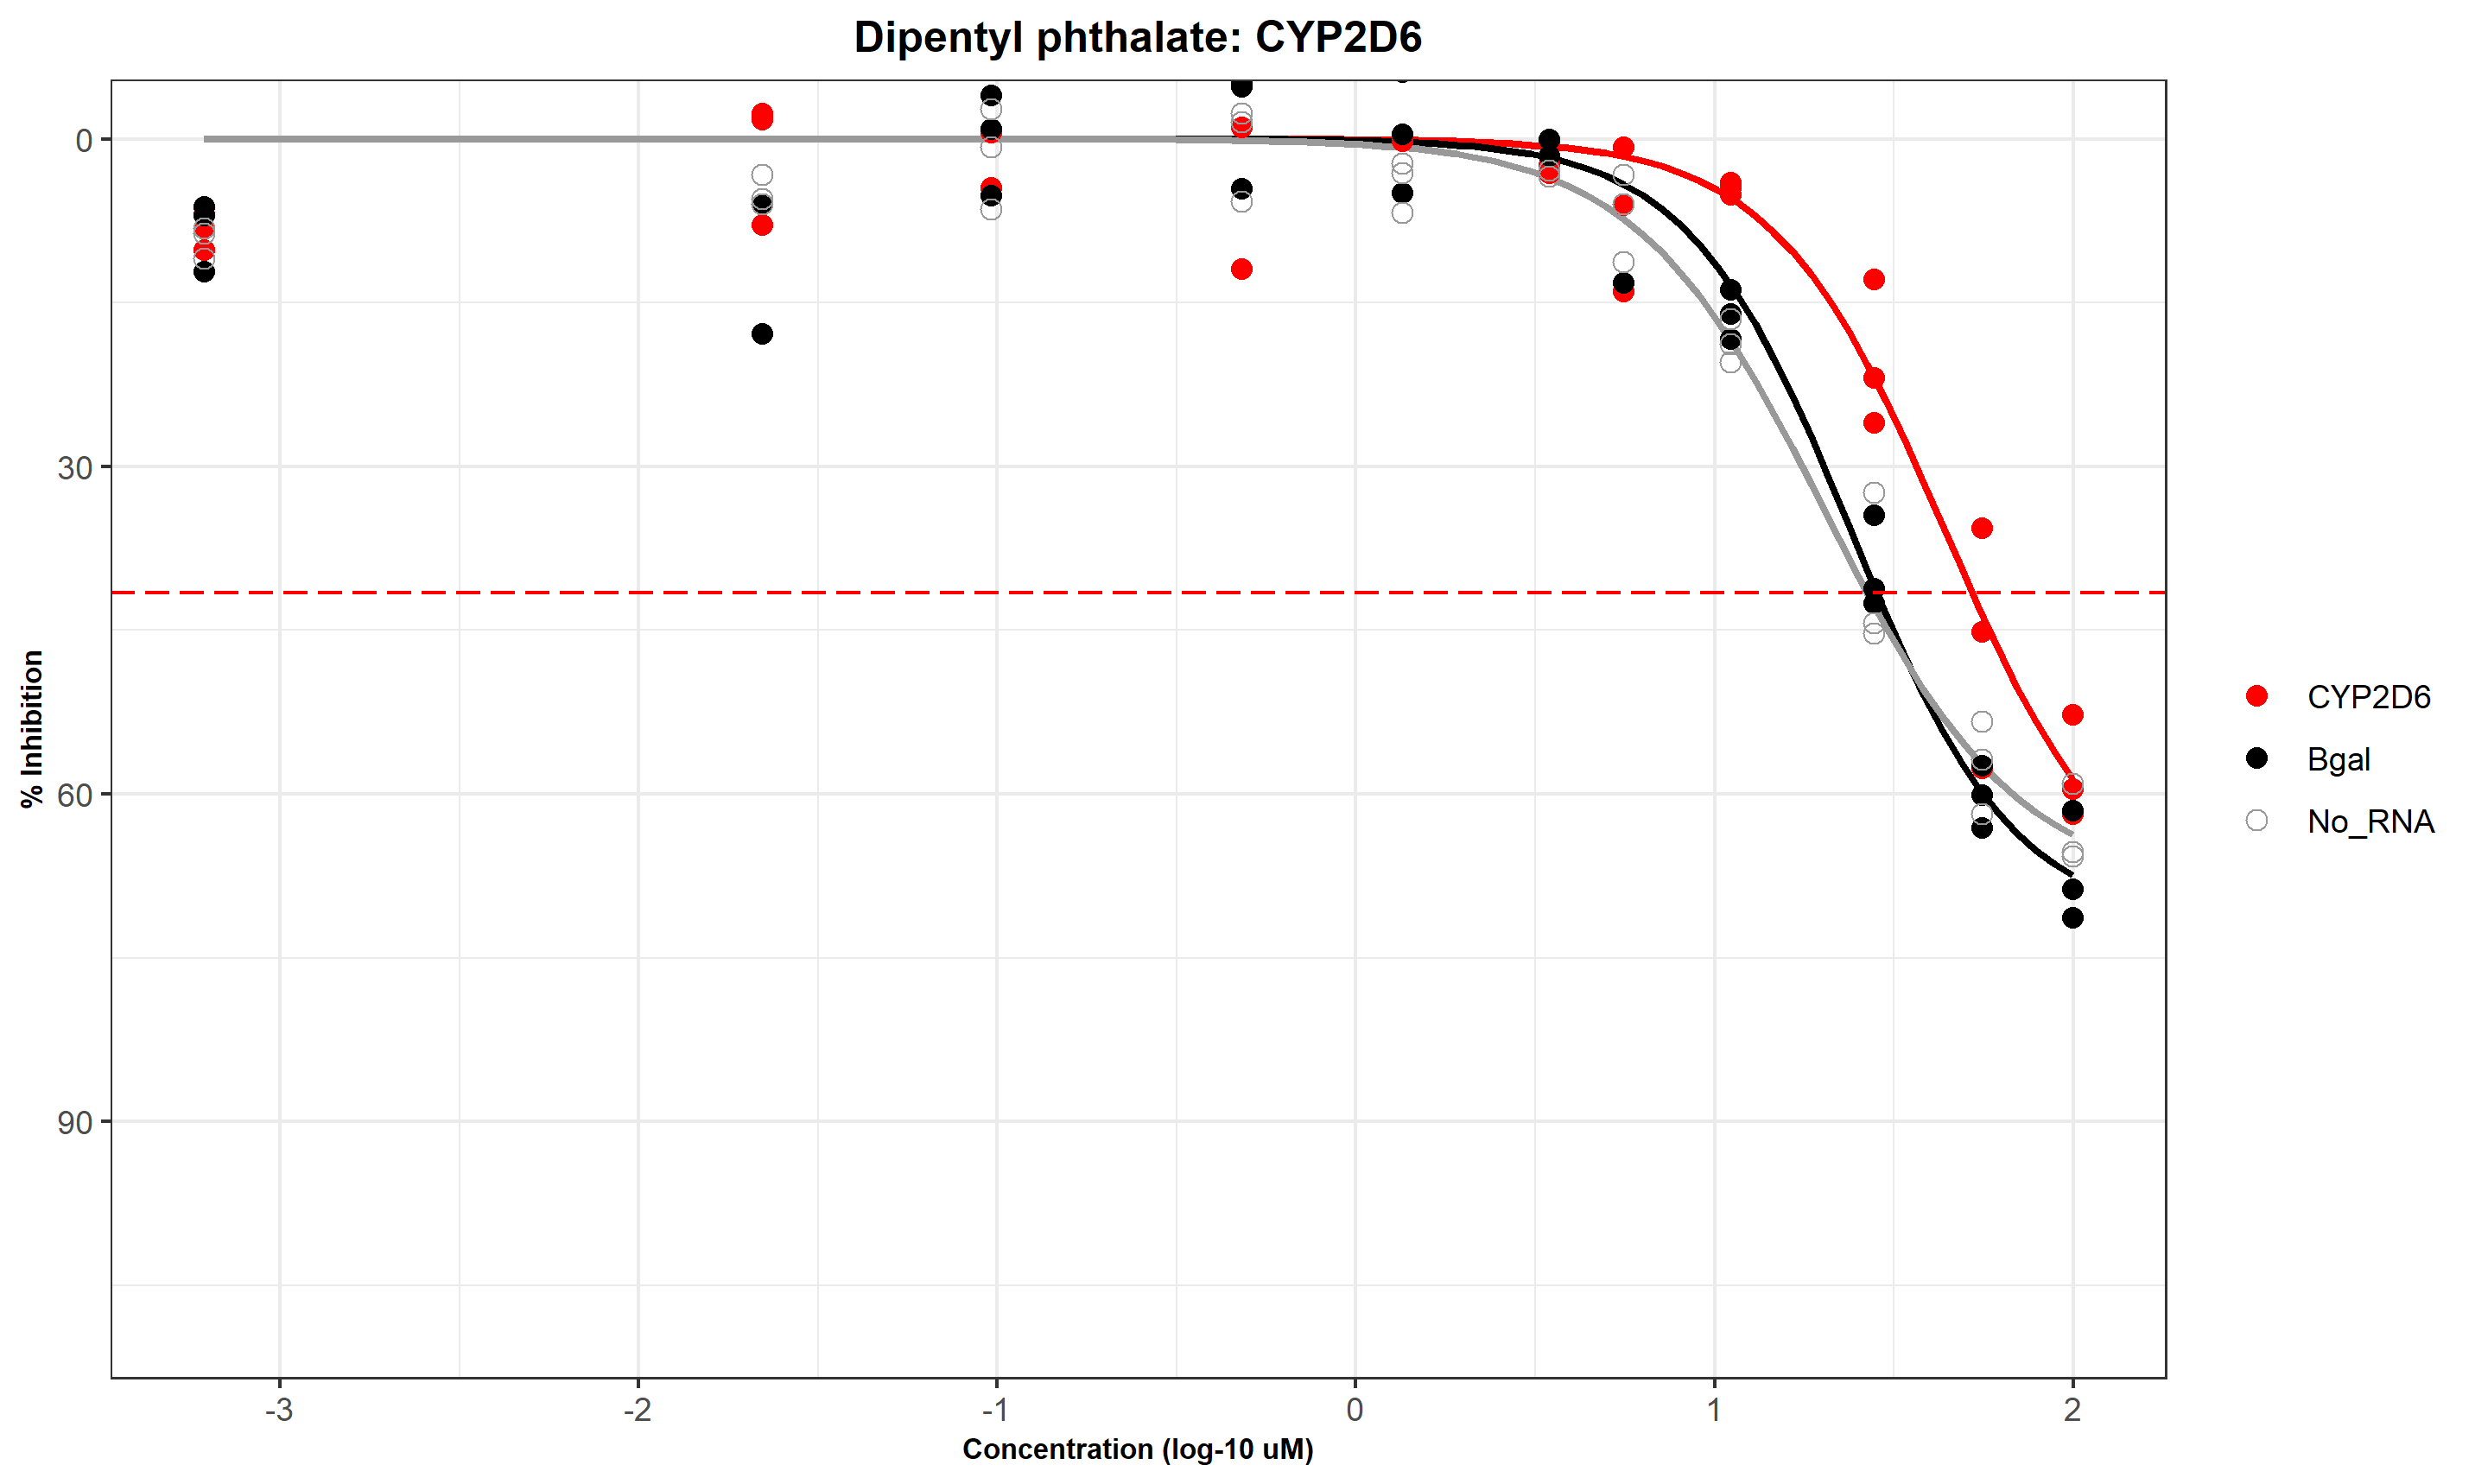 Dipentyl phthalate: CYP2D6
% Inhibition
0
30
60
90
-3
-2
-1
0
1
2
Concentration (log-10 uM)
CYP2D6
Bgal
No_RNA